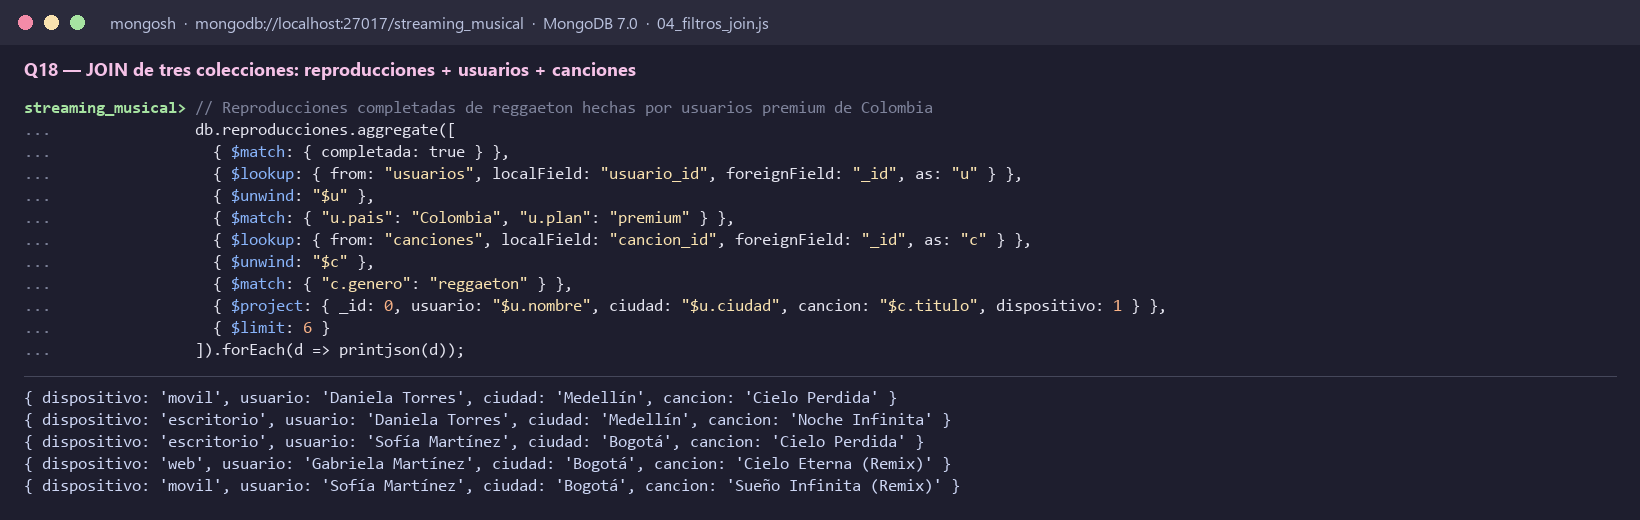 mongosh · mongodb://localhost:27017/streaming_musical · MongoDB 7.0 · 04_filtros_join.js
Q18 — JOIN de tres colecciones: reproducciones + usuarios + canciones
streaming_musical> // Reproducciones completadas de reggaeton hechas por usuarios premium de Colombia
... db.reproducciones.aggregate([
... { $match: { completada: true } },
... { $lookup: { from: "usuarios", localField: "usuario_id", foreignField: "_id", as: "u" } },
... { $unwind: "$u" },
... { $match: { "u.pais": "Colombia", "u.plan": "premium" } },
... { $lookup: { from: "canciones", localField: "cancion_id", foreignField: "_id", as: "c" } },
... { $unwind: "$c" },
... { $match: { "c.genero": "reggaeton" } },
... { $project: { _id: 0, usuario: "$u.nombre", ciudad: "$u.ciudad", cancion: "$c.titulo", dispositivo: 1 } },
... { $limit: 6 }
... ]).forEach(d => printjson(d));
{ dispositivo: 'movil', usuario: 'Daniela Torres', ciudad: 'Medellín', cancion: 'Cielo Perdida' }
{ dispositivo: 'escritorio', usuario: 'Daniela Torres', ciudad: 'Medellín', cancion: 'Noche Infinita' }
{ dispositivo: 'escritorio', usuario: 'Sofía Martínez', ciudad: 'Bogotá', cancion: 'Cielo Perdida' }
{ dispositivo: 'web', usuario: 'Gabriela Martínez', ciudad: 'Bogotá', cancion: 'Cielo Eterna (Remix)' }
{ dispositivo: 'movil', usuario: 'Sofía Martínez', ciudad: 'Bogotá', cancion: 'Sueño Infinita (Remix)' }